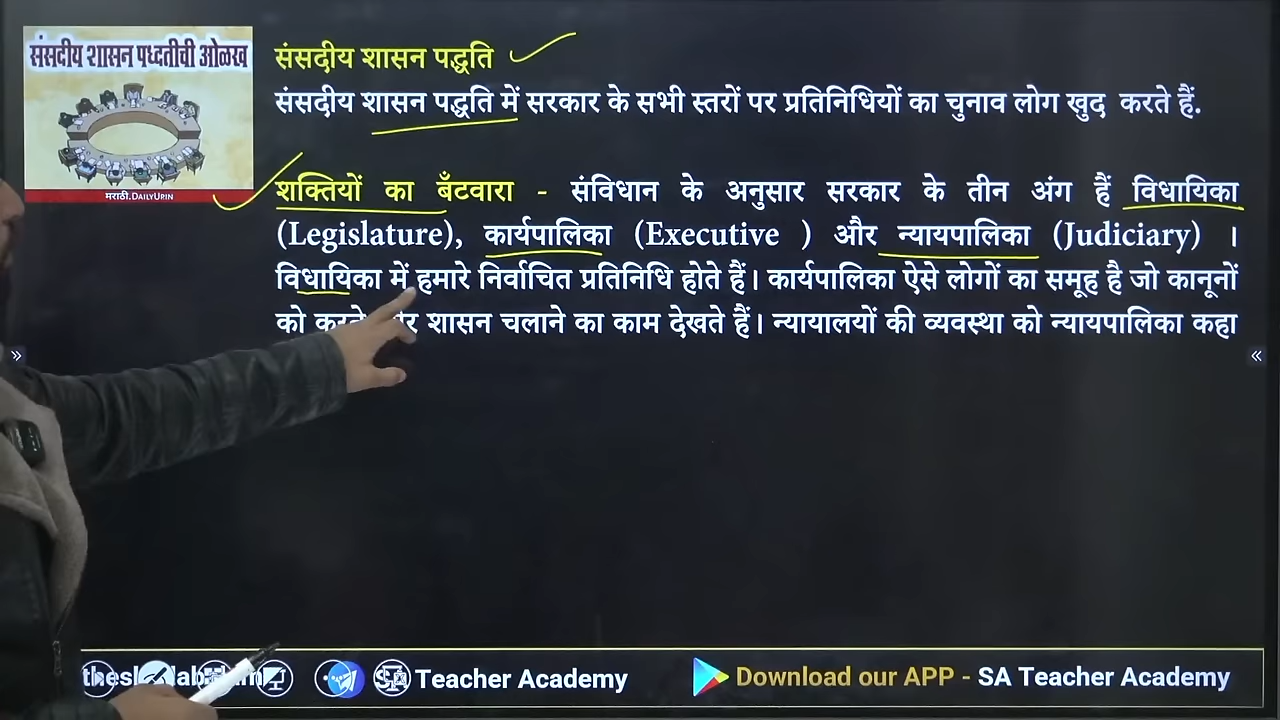 संसदीय शासन पध्दतीची ओळख
मराठी.DAILYUP.IN
संसदीय शासन पद्धति
संसदीय शासन पद्धति में सरकार के सभी स्तरों पर प्रतिनिधियों का चुनाव लोग खुद करते हैं.
शक्तियों का बँटवारा - संविधान के अनुसार सरकार के तीन अंग हैं विधायिका
(Legislature), कार्यपालिका (Executive ) और न्यायपालिका (Judiciary) ।
विधायिका में हमारे निर्वाचित प्रतिनिधि होते हैं। कार्यपालिका ऐसे लोगों का समूह है जो कानूनों
को शासन चलाने का काम देखते हैं। न्यायालयों की व्यवस्था को न्यायपालिका कहा
Teacher Academy
Download our APP - SA Teacher Academy